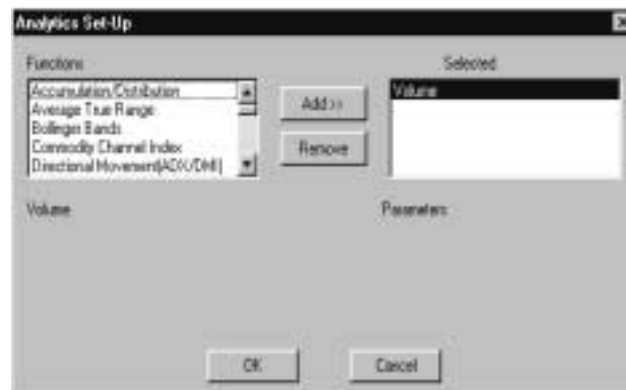 Analytics Set-Up
Functions
Selected
Accumulation/Distribution
Average True Range
Bollinger Bands
Commodity Channel Index
Directional Movement(ADX/DMI)
Add >>
Remove
Volume
Volume
Parameters
OK
Cancel